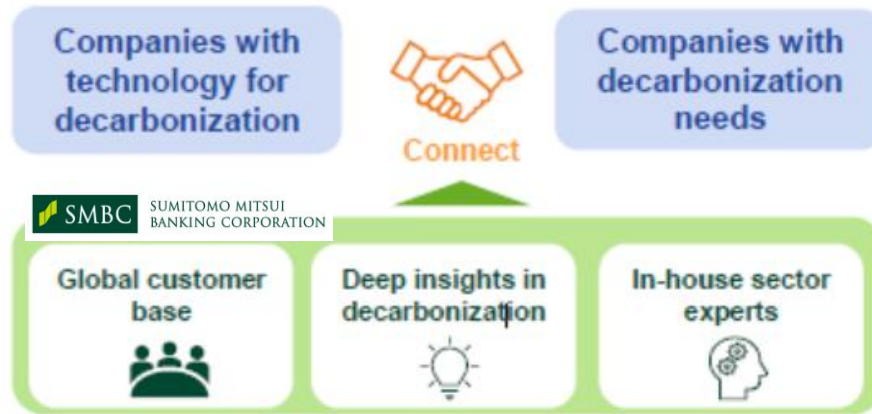 Companies with
technology for
decarbonization
Connect
Companies with
decarbonization
needs
SMBC
SUMITOMO MITSUI
BANKING CORPORATION
Global customer
base
Deep insights in
decarbonization
In-house sector
experts